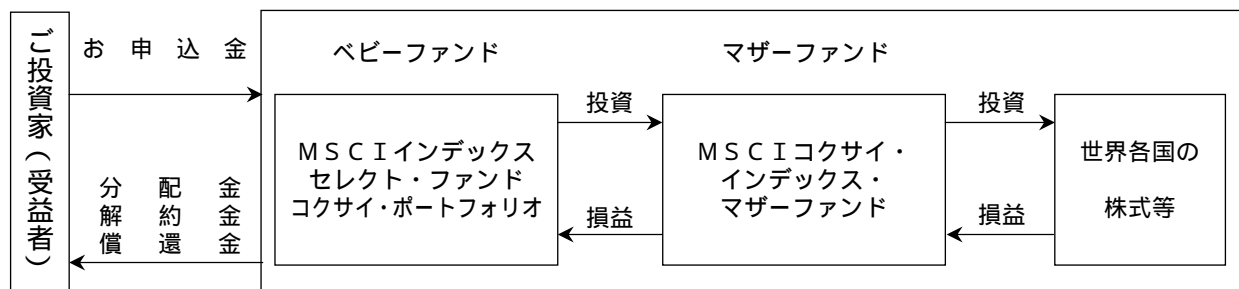 ご投資家(受益者)
お申込金
分配金
解約金
償還金
ベビーファンド
MSCIインデックス
セレクト・ファンド
コクサイ・ポートフォリオ
投資
損益
マザーファンド
MSCIコクサイ・
インデックス・
マザーファンド
投資
損益
世界各国の
株式等